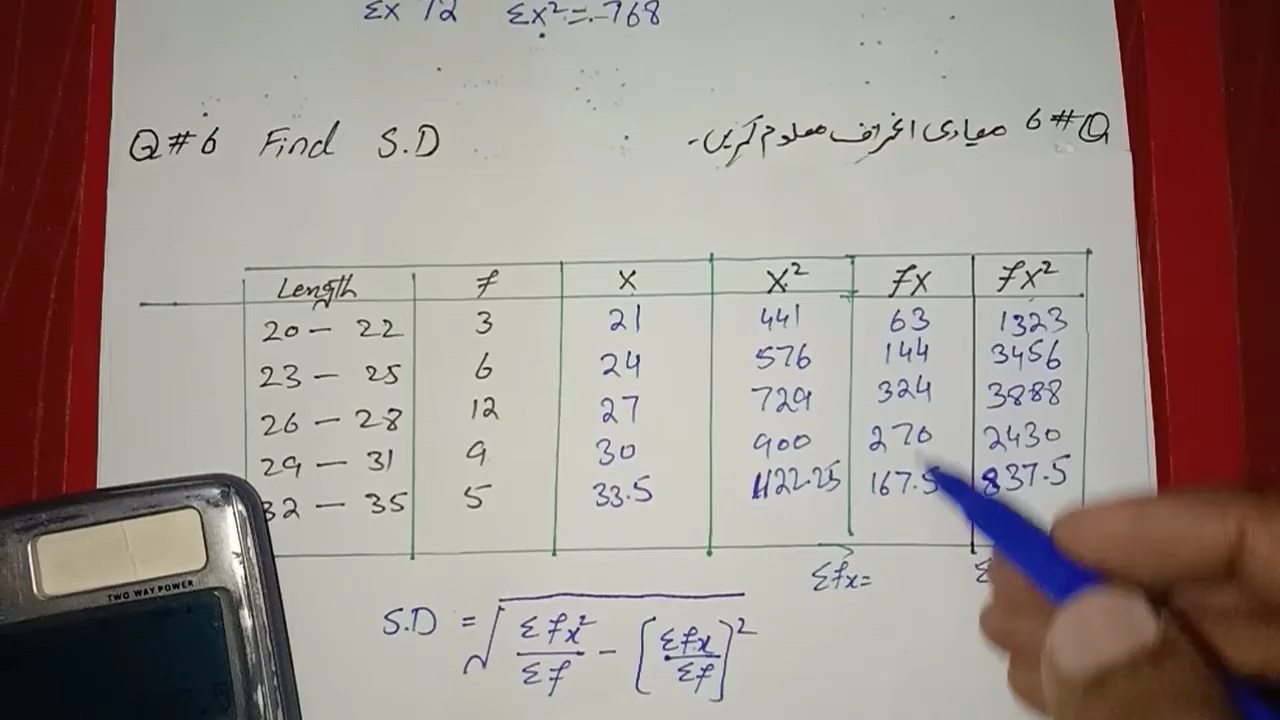 Σx 72 Σx²=-768
Q#6 Find S.D
Q#6 معیاری انحراف معلوم کریں۔
Length f X X² fX fX²
20 - 22 3 21 441 63 1323
23 - 25 6 24 576 144 3456
26 - 28 12 27 729 324 3888
29 - 31 9 30 900 270 2430
32 - 35 5 33.5 1122.25 167.5 837.5
Σfx= Σ
S.D = √ Σfx²/Σf - [Σfx/Σf]²
TWO WAY POWER